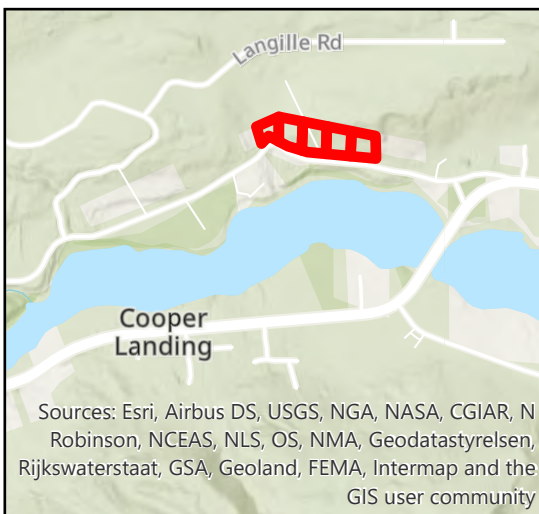 Langille Rd
Cooper
Landing
Sources: Esri, Airbus DS, USGS, NGA, NASA, CGIAR, N
Robinson, NCEAS, NLS, OS, NMA, Geodatastyrelsen,
Rijkswaterstaat, GSA, Geoland, FEMA, Intermap and the
GIS user community